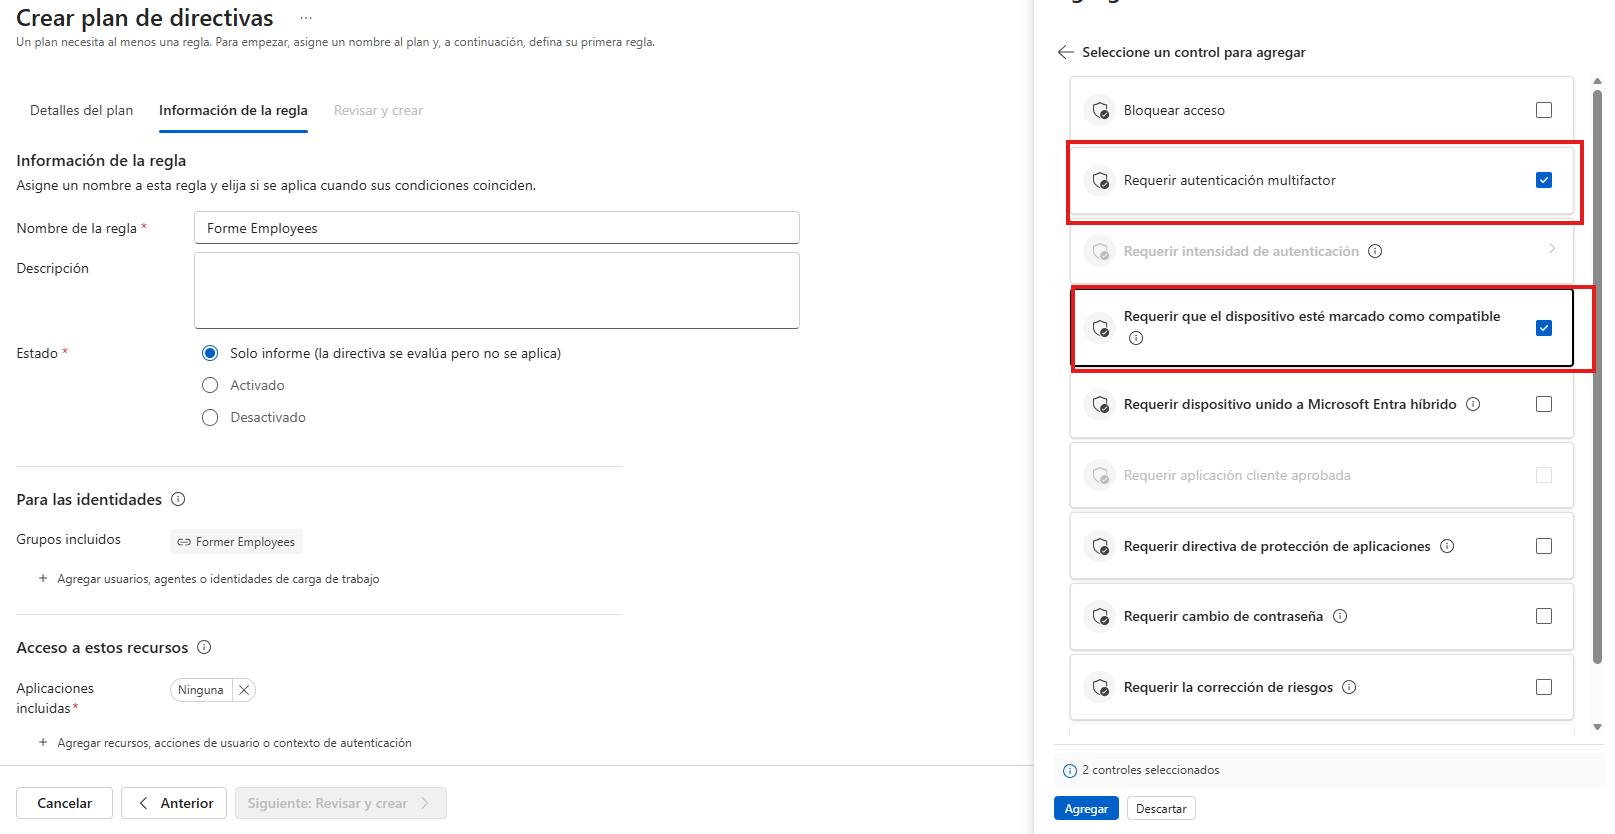 Crear plan de directivas ...
Un plan necesita al menos una regla. Para empezar, asigne un nombre al plan y, a continuación, defina su primera regla.
Detalles del plan
Información de la regla
Revisar y crear
Información de la regla
Asigne un nombre a esta regla y elija si se aplica cuando sus condiciones coinciden.
Nombre de la regla *
Forme Employees
Descripción
Estado *
Solo informe (la directiva se evalúa pero no se aplica)
Activado
Desactivado
Para las identidades
Grupos incluidos
Former Employees
+ Agregar usuarios, agentes o identidades de carga de trabajo
Acceso a estos recursos
Aplicaciones
incluidas*
Ninguna
+ Agregar recursos, acciones de usuario o contexto de autenticación
Cancelar
Anterior
Siguiente: Revisar y crear
Seleccione un control para agregar
Bloquear acceso
Requerir autenticación multifactor
Requerir intensidad de autenticación
Requerir que el dispositivo esté marcado como compatible
Requerir dispositivo unido a Microsoft Entra híbrido
Requerir aplicación cliente aprobada
Requerir directiva de protección de aplicaciones
Requerir cambio de contraseña
Requerir la corrección de riesgos
2 controles seleccionados
Agregar
Descartar